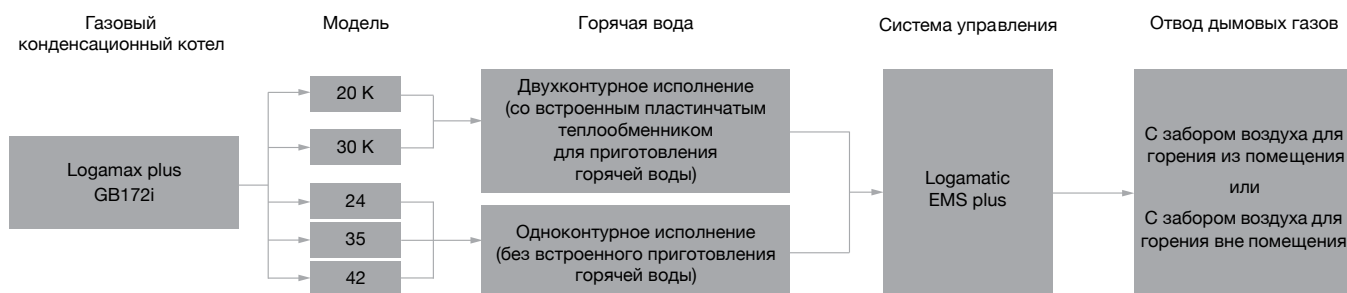 Газовый
конденсационный котел
Модель
Горячая вода
Система управления
Отвод дымовых газов
Logamax plus
GB172i
20 K
30 K
24
35
42
Двухконтурное исполнение
(со встроенным пластинчатым
теплообменником
для приготовления
горячей воды)
Одноконтурное исполнение
(без встроенного приготовления
горячей воды)
Logamatic
EMS plus
С забором воздуха для
горения из помещения
или
С забором воздуха для
горения вне помещения